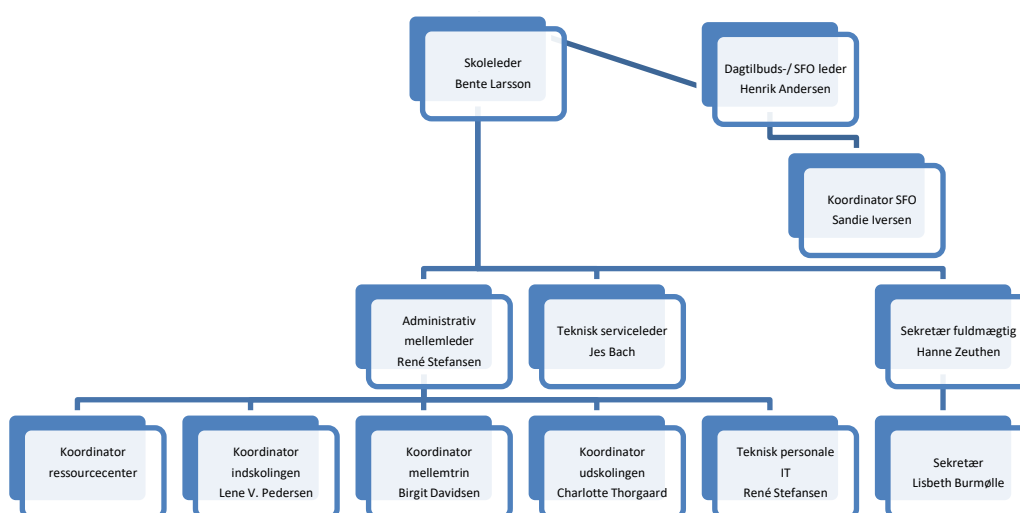 Skoleleder
Bente Larsson
Dagtilbuds-/ SFO leder
Henrik Andersen
Koordinator SFO
Sandie Iversen
Administrativ
mellemleder
René Stefansen
Teknisk serviceleder
Jes Bach
Sekretær fuldmægtig
Hanne Zeuthen
Koordinator
ressourcecenter
Koordinator
indskolingen
Lene V. Pedersen
Koordinator
mellemtrin
Birgit Davidsen
Koordinator
udskolingen
Charlotte Thorgaard
Teknisk personale
IT
René Stefansen
Sekretær
Lisbeth Burmølle